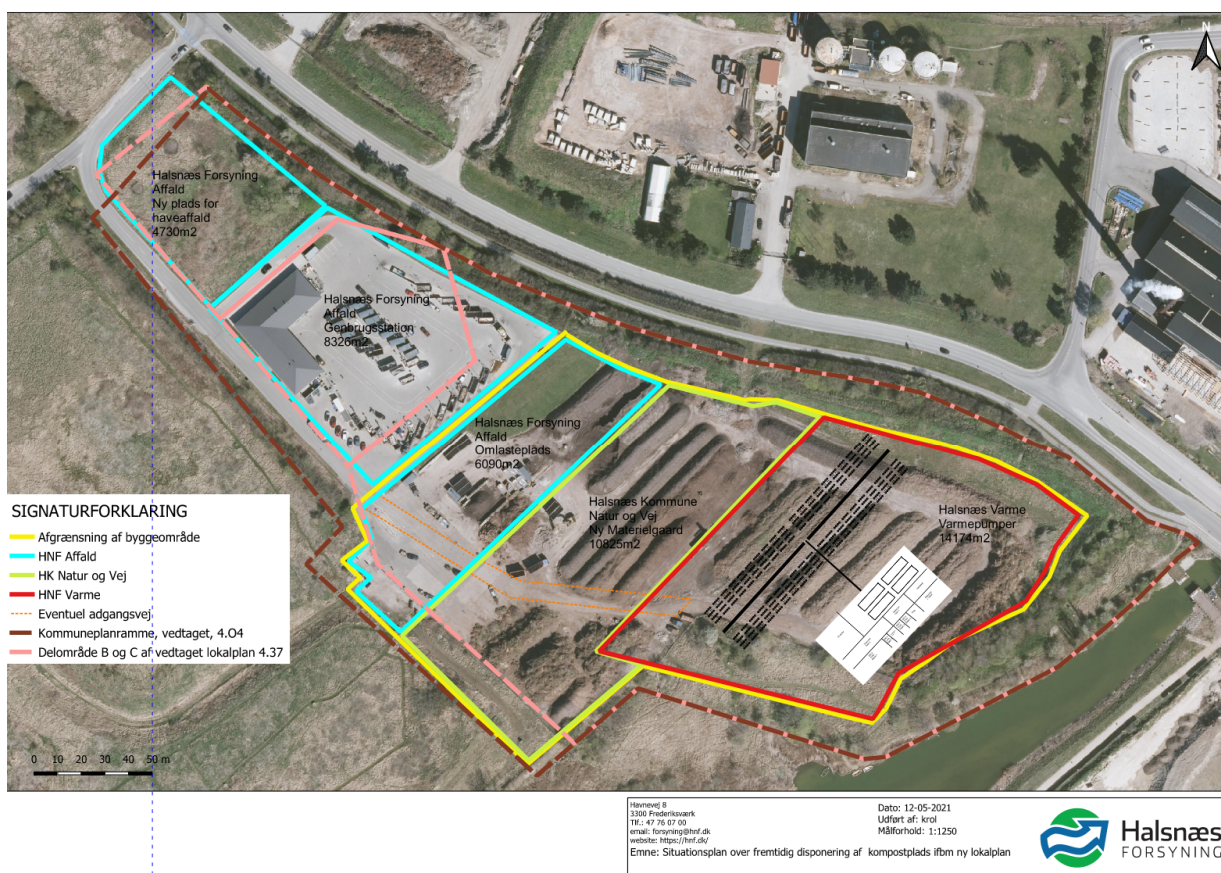 N
Halsnæs Forsyning
Affald
Ny plads for
haveaffald
4730m2
Halsnæs Forsyning
Affald
Genbrugsstation
8326m2
Halsnæs Forsyning
Affald
Omlasteplads
6090m2
Halsnæs Kommune
Natur og Vej
Ny Materielgaard
10825m2
Halsnæs Varme
Varmepumper
14174m2
SIGNATURFORKLARING
Afgrænsning af byggeområde
HNF Affald
HK Natur og Vej
HNF Varme
Eventuel adgangsvej
Kommuneplanramme, vedtaget, 4.O4
Delområde B og C af vedtaget lokalplan 4.37
0 10 20 30 40 50 m
Havnevej 8
3300 Frederiksværk
Tlf.: 47 76 07 00
email: forsyning@hnf.dk
website: https://hnf.dk/
Dato: 12-05-2021
Udført af: krol
Målforhold: 1:1250
Emne: Situationsplan over fremtidig disponering af kompostplads ifbm ny lokalplan
Halsnæs
FORSYNING